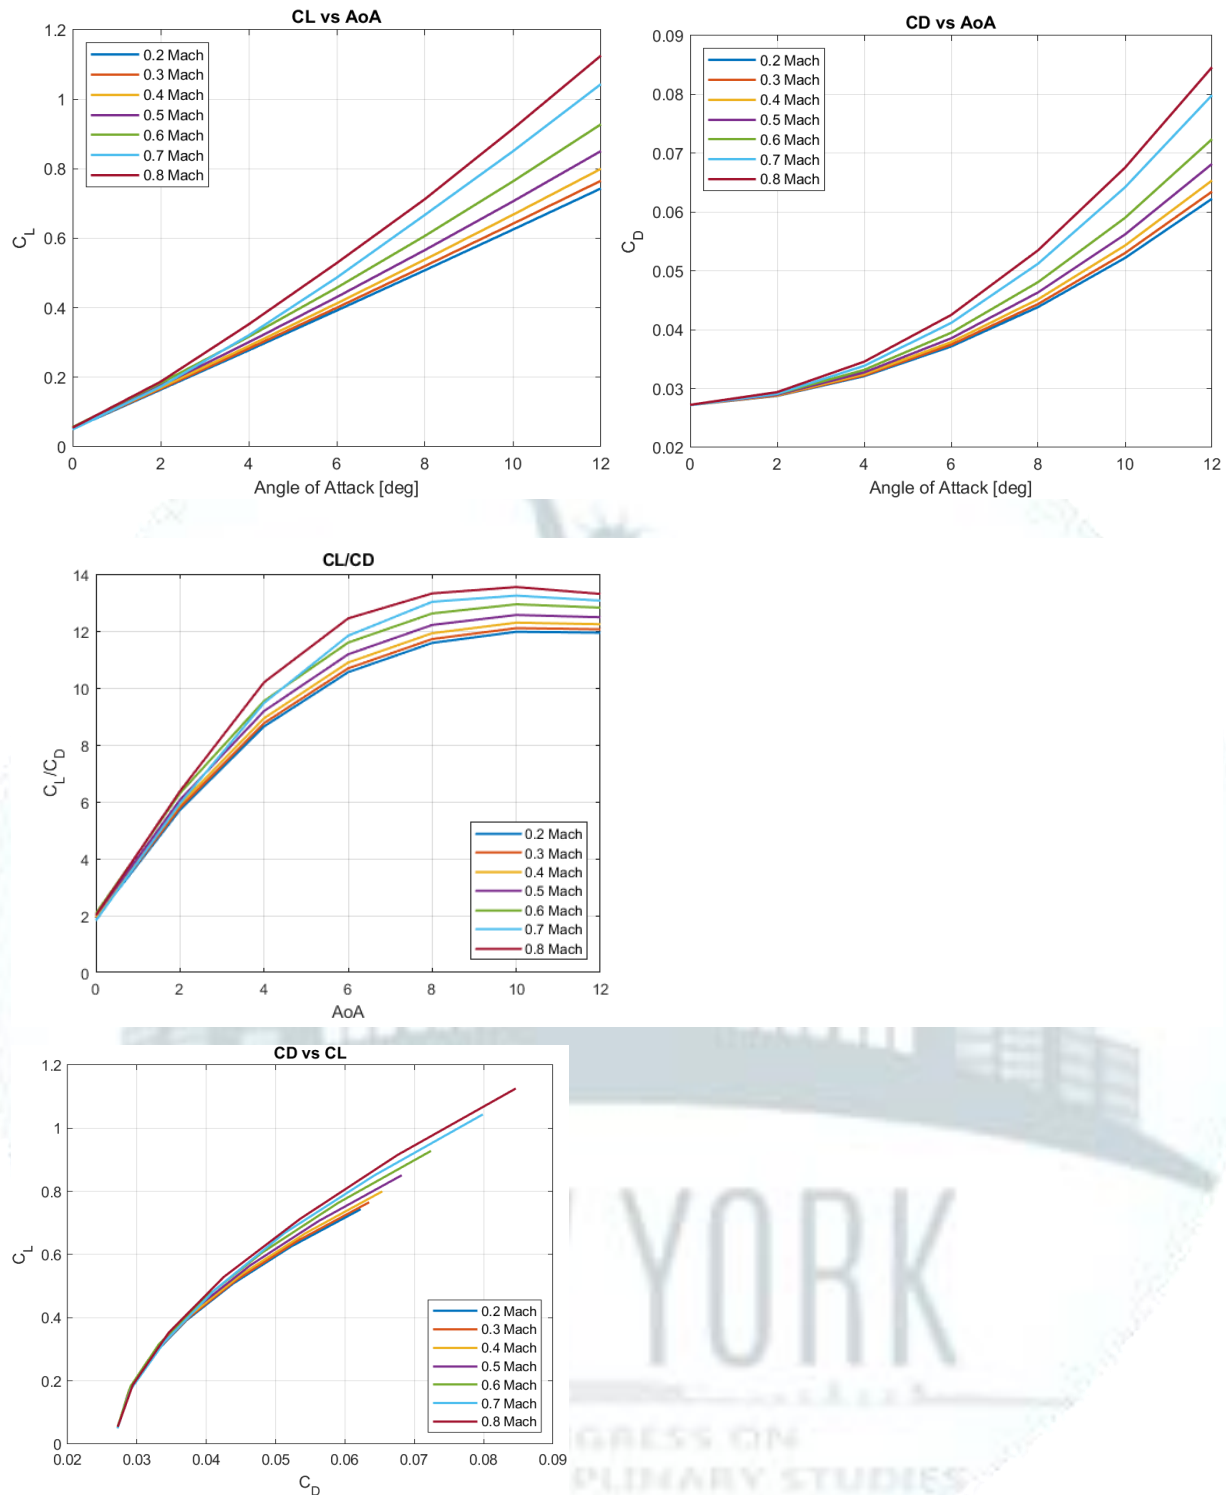 CL vs AoA
1.2
1
0.8
0.6
0.4
0.2
0
C_L
0.2 Mach
0.3 Mach
0.4 Mach
0.5 Mach
0.6 Mach
0.7 Mach
0.8 Mach
0 2 4 6 8 10 12
Angle of Attack [deg]
CD vs AoA
0.09
0.08
0.07
0.06
0.05
0.04
0.03
0.02
C_D
0.2 Mach
0.3 Mach
0.4 Mach
0.5 Mach
0.6 Mach
0.7 Mach
0.8 Mach
0 2 4 6 8 10 12
Angle of Attack [deg]
CL/CD
14
12
10
8
6
4
2
0
C_L/C_D
0.2 Mach
0.3 Mach
0.4 Mach
0.5 Mach
0.6 Mach
0.7 Mach
0.8 Mach
0 2 4 6 8 10 12
AoA
CD vs CL
1.2
1
0.8
0.6
0.4
0.2
0
C_L
0.2 Mach
0.3 Mach
0.4 Mach
0.5 Mach
0.6 Mach
0.7 Mach
0.8 Mach
0.02 0.03 0.04 0.05 0.06 0.07 0.08 0.09
C_D
YORK
GRESS ON
PLINARY STUDIES